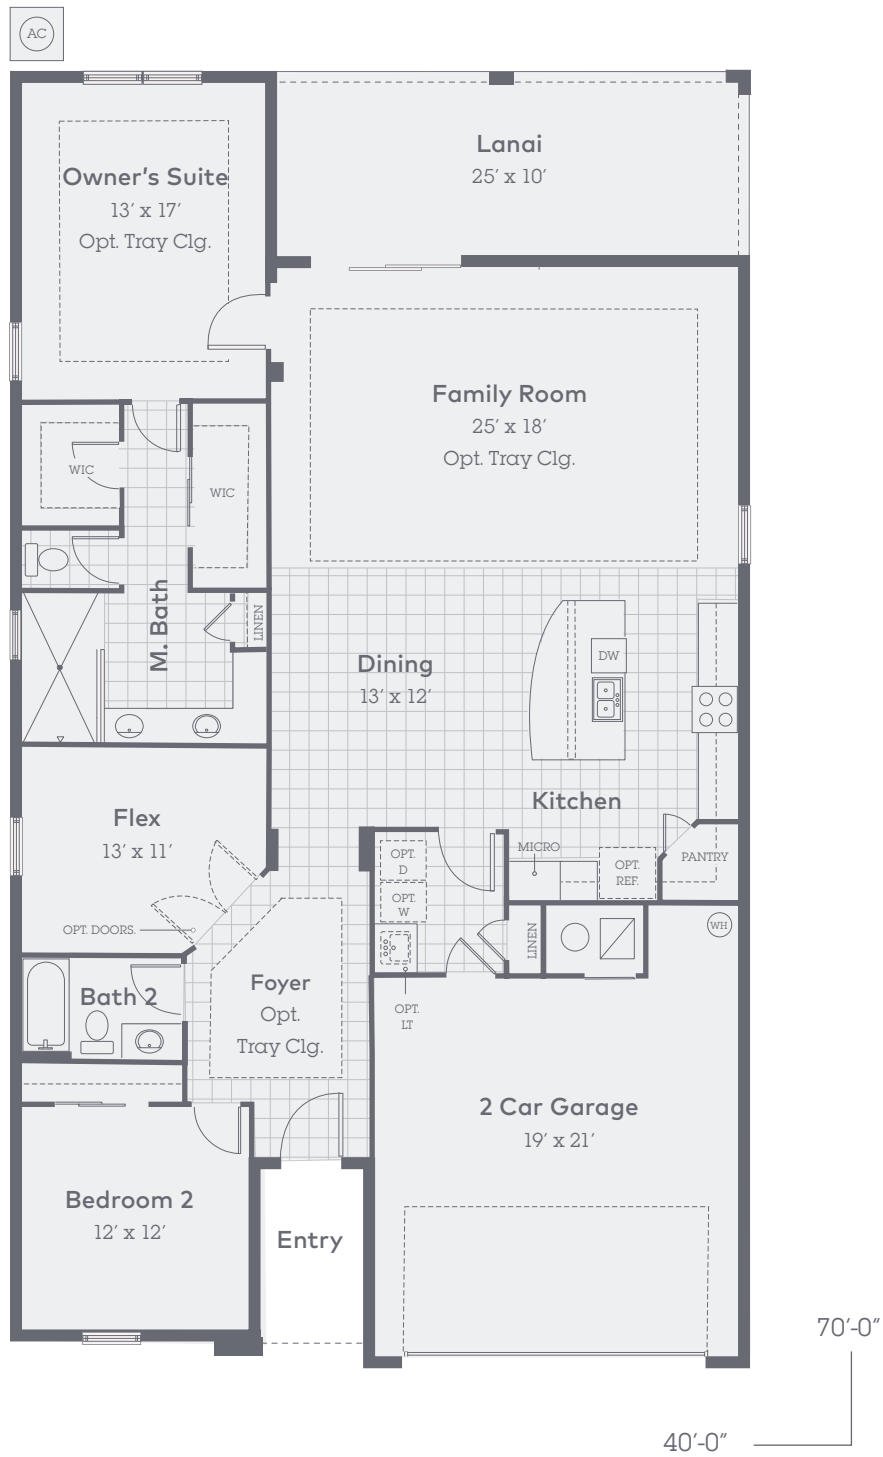 AC
Lanai
25' x 10'
Owner's Suite
13' x 17'
Opt. Tray Clg.
Family Room
25' x 18'
Opt. Tray Clg.
WIC
WIC
M. Bath
LINEN
Dining
13' x 12'
DW
Kitchen
Flex
13' x 11'
OPT. DOORS.
OPT.
D
OPT.
W
MICRO
OPT.
REF.
PANTRY
LINEN
WH
Bath 2
Foyer
Opt.
Tray Clg.
OPT.
LT
2 Car Garage
19' x 21'
Bedroom 2
12' x 12'
Entry
70'-0"
40'-0"